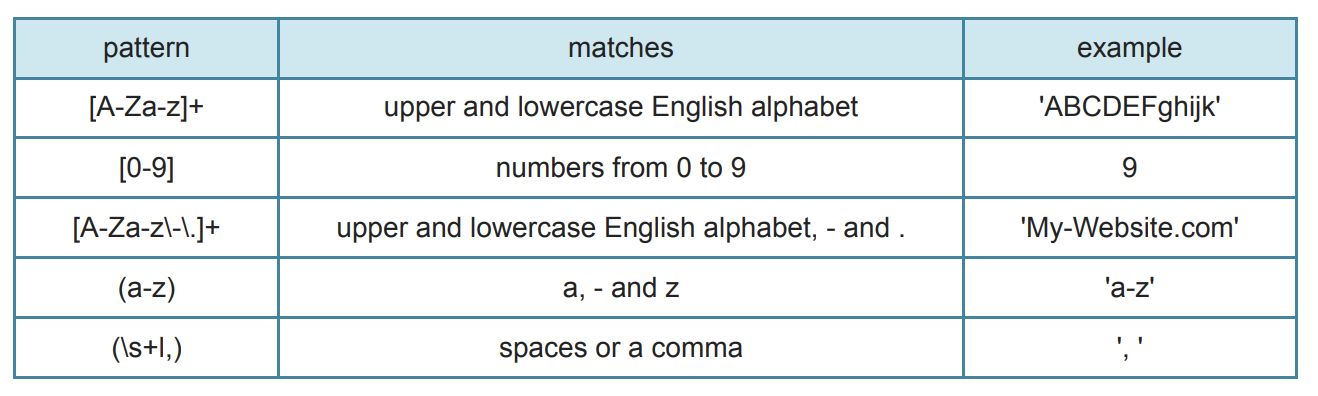 pattern matches example
[A-Za-z]+ upper and lowercase English alphabet 'ABCDEFghijk'
[0-9] numbers from 0 to 9 9
[A-Za-z\-\.]+ upper and lowercase English alphabet, - and . 'My-Website.com'
(a-z) a, - and z 'a-z'
(\s+l,) spaces or a comma ', '